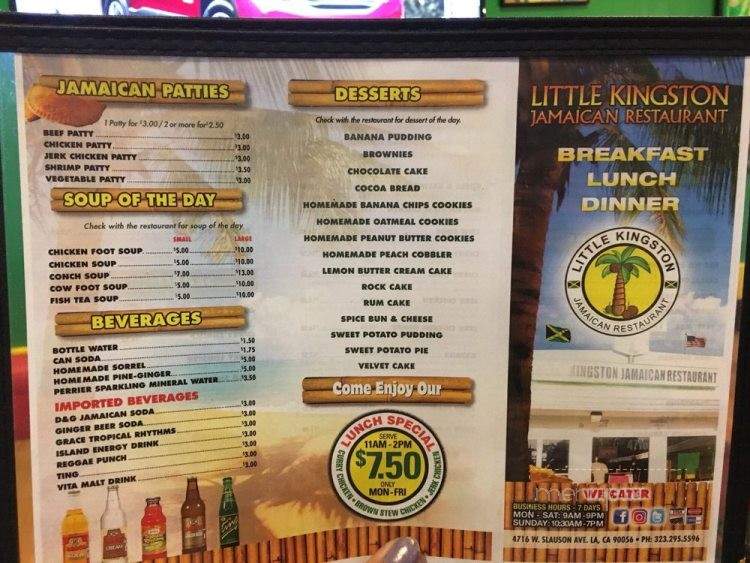 JAMAICAN PATTIES
1 Patty for $3.00 / 2 or more for $2.50
BEEF PATTY $3.00
CHICKEN PATTY $3.00
JERK CHICKEN PATTY $3.00
SHRIMP PATTY $3.50
VEGETABLE PATTY $3.00
SOUP OF THE DAY
Check with the restaurant for soup of the day
SMALL LARGE
CHICKEN FOOT SOUP $5.00 $10.00
CHICKEN SOUP $5.00 $10.00
CONCH SOUP $7.00 $13.00
COW FOOT SOUP $5.00 $10.00
FISH TEA SOUP $5.00 $10.00
BEVERAGES
BOTTLE WATER $1.50
CAN SODA $1.75
HOMEMADE SORREL $5.00
HOMEMADE PINE-GINGER $5.00
PERRIER SPARKLING MINERAL WATER $3.50
IMPORTED BEVERAGES
D&G JAMAICAN SODA $3.00
GINGER BEER SODA $3.00
GRACE TROPICAL RHYTHMS $3.00
ISLAND ENERGY DRINK $3.00
REGGAE PUNCH $3.00
TING $3.00
VITA MALT DRINK $3.00
DESSERTS
Check with the restaurant for dessert of the day.
BANANA PUDDING
BROWNIES
CHOCOLATE CAKE
COCOA BREAD
HOMEMADE BANANA CHIPS COOKIES
HOMEMADE OATMEAL COOKIES
HOMEMADE PEANUT BUTTER COOKIES
HOMEMADE PEACH COBBLER
LEMON BUTTER CREAM CAKE
ROCK CAKE
RUM CAKE
SPICE BUN & CHEESE
SWEET POTATO PUDDING
SWEET POTATO PIE
VELVET CAKE
Come Enjoy Our
LUNCH SPECIAL
SERVE
11AM - 2PM
$7.50
ONLY
MON-FRI
CURRY CHICKEN • BROWN STEW CHICKEN • JERK CHICKEN
LITTLE KINGSTON
JAMAICAN RESTAURANT
BREAKFAST
LUNCH
DINNER
LITTLE KINGSTON
JAMAICAN RESTAURANT
KINGSTON JAMAICAN RESTAURANT
WE CATER
BUSINESS HOURS - 7 DAYS
MON - SAT: 9AM-9PM
SUNDAY: 10:30AM-7PM
4716 W. SLAUSON AVE. LA, CA 90056 • PH: 323.295.5596